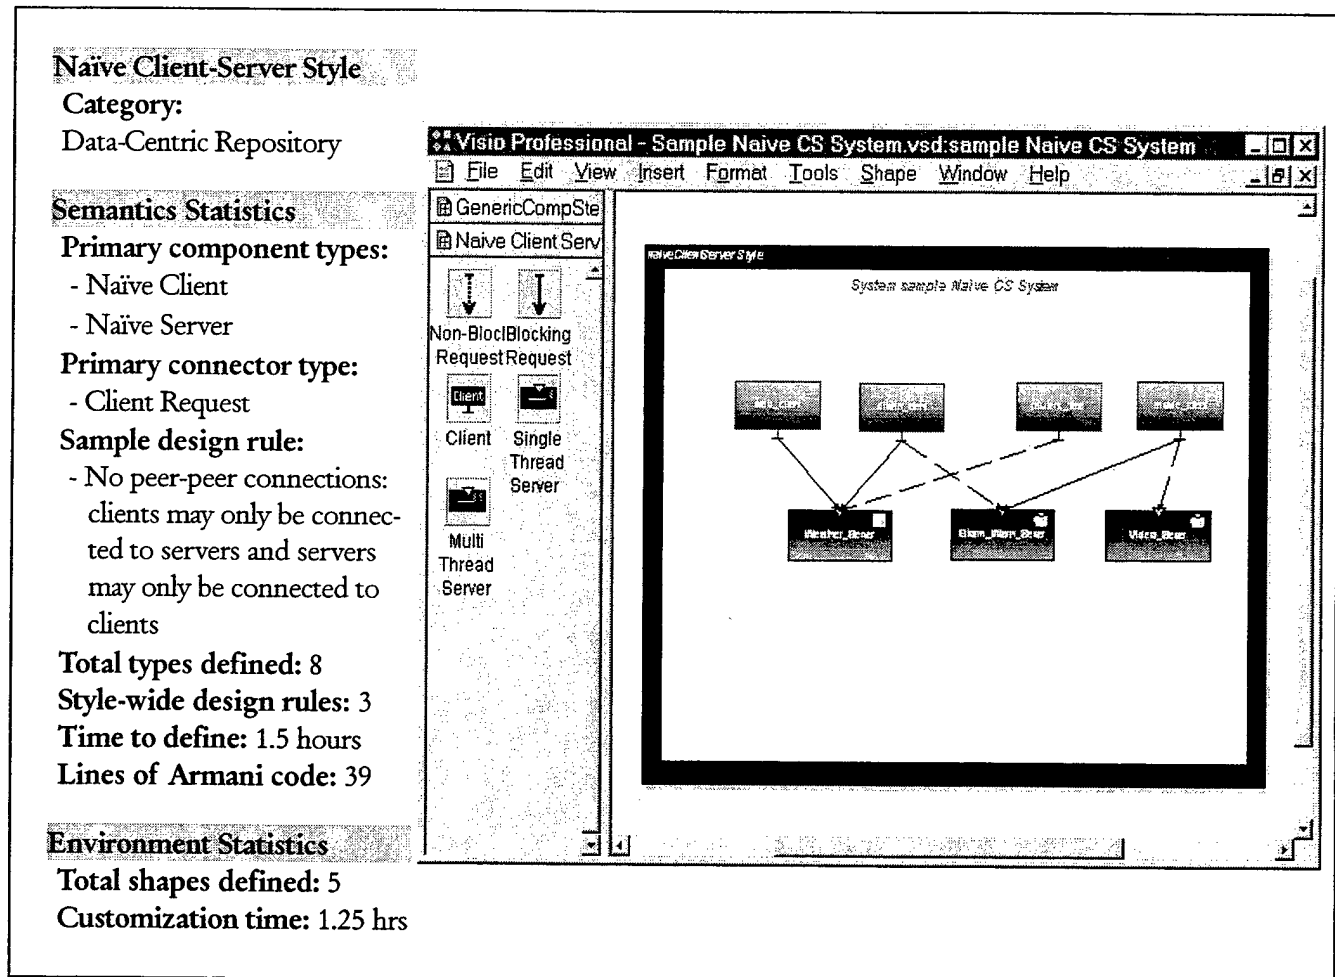 Naïve Client-Server Style
Category:
Data-Centric Repository
Semantics Statistics
Primary component types:
- Naïve Client
- Naïve Server
Primary connector type:
- Client Request
Sample design rule:
- No peer-peer connections:
clients may only be connec-
ted to servers and servers
may only be connected to
clients
Total types defined: 8
Style-wide design rules: 3
Time to define: 1.5 hours
Lines of Armani code: 39
Environment Statistics
Total shapes defined: 5
Customization time: 1.25 hrs
Visio Professional - Sample Naive CS System.vsd:sample Naive CS System
File Edit View Insert Format Tools Shape Window Help
GenericCompSte
Naive Client Serv
Non-Blocl Blocking
Request Request
Client
Client
Single
Thread
Server
Multi
Thread
Server
Naive Client Server Style
System sample Naive CS System